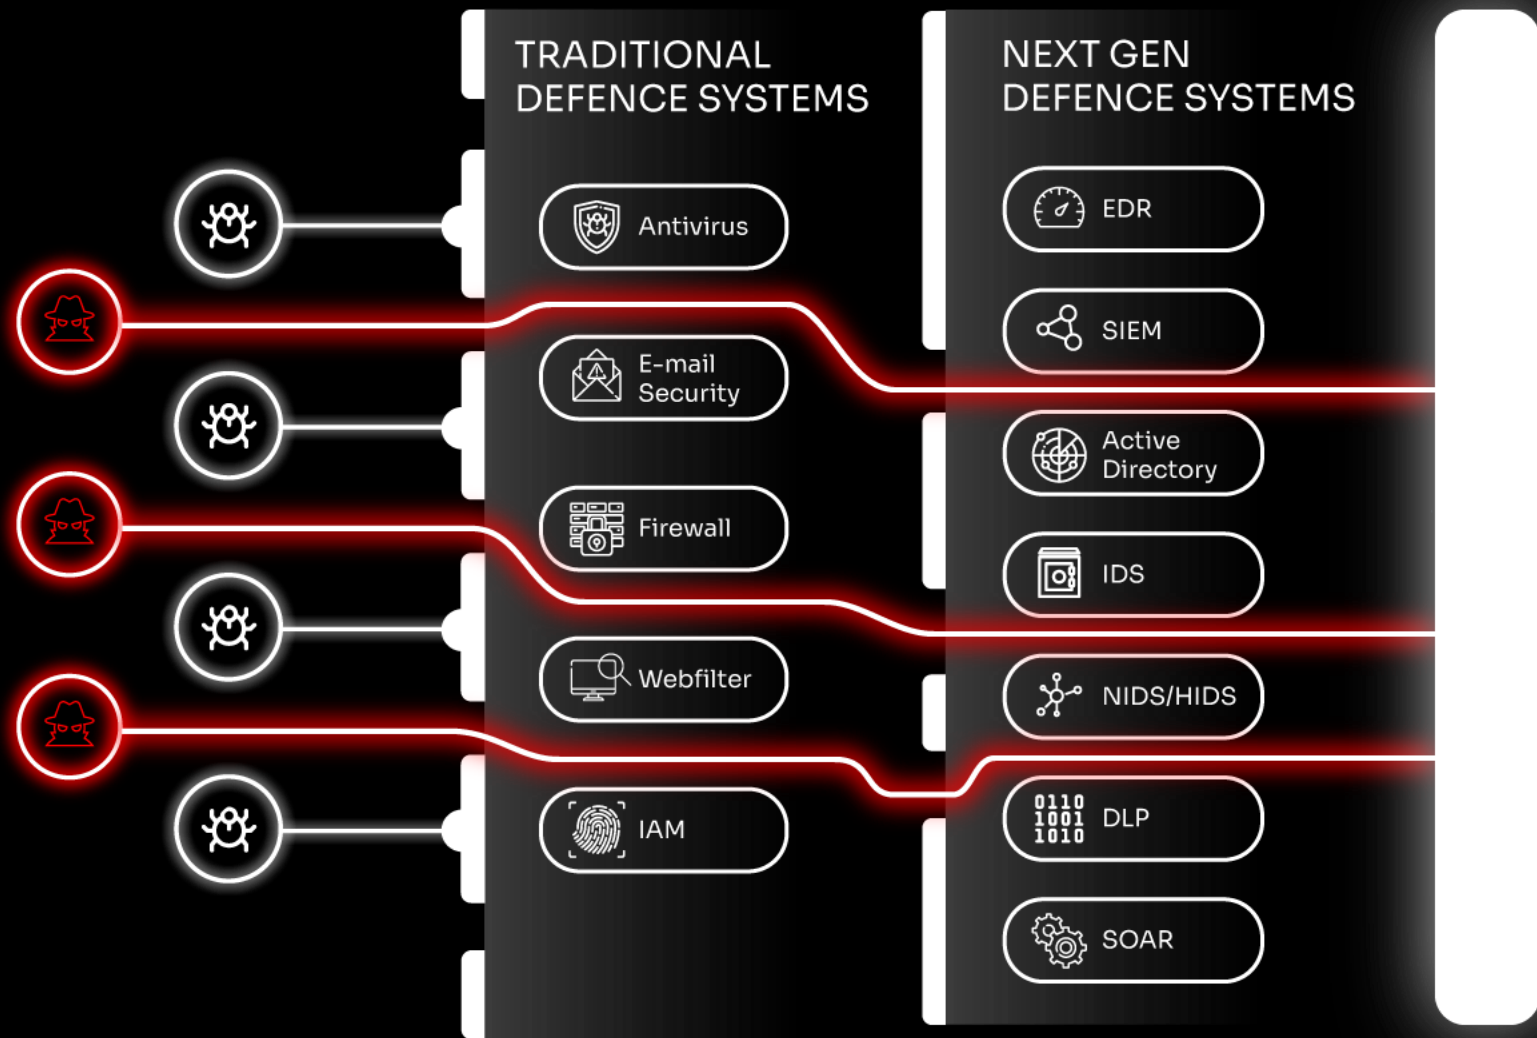 TRADITIONAL
DEFENCE SYSTEMS
Antivirus
E-mail
Security
Firewall
Webfilter
IAM
NEXT GEN
DEFENCE SYSTEMS
EDR
SIEM
Active
Directory
IDS
NIDS/HIDS
0110
1001
1010
DLP
SOAR